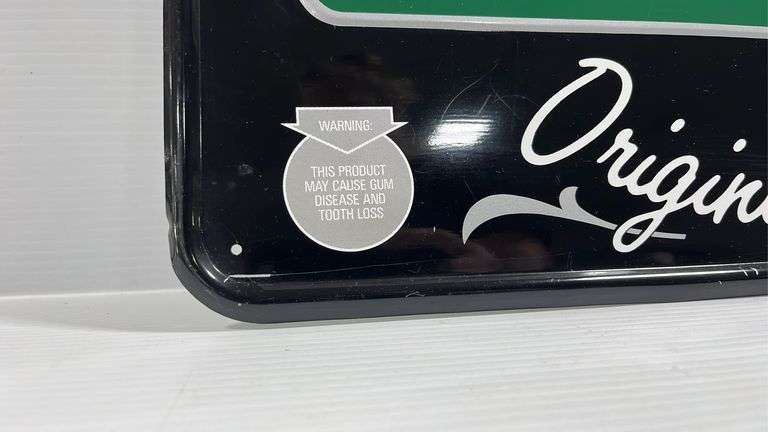 WARNING:
THIS PRODUCT
MAY CAUSE GUM
DISEASE AND
TOOTH LOSS